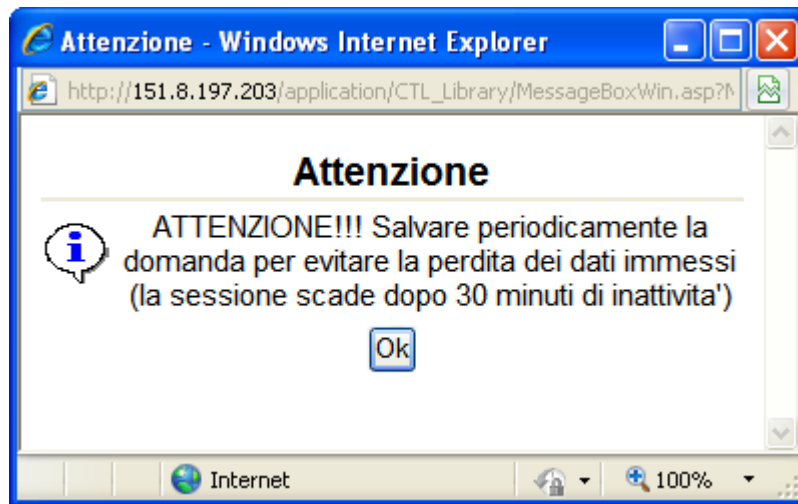 Attenzione - Windows Internet Explorer
http://151.8.197.203/application/CTL_Library/MessageBoxWin.asp?M
Attenzione
ATTENZIONE!!! Salvare periodicamente la
domanda per evitare la perdita dei dati immessi
(la sessione scade dopo 30 minuti di inattivita')
Ok
Internet
100%